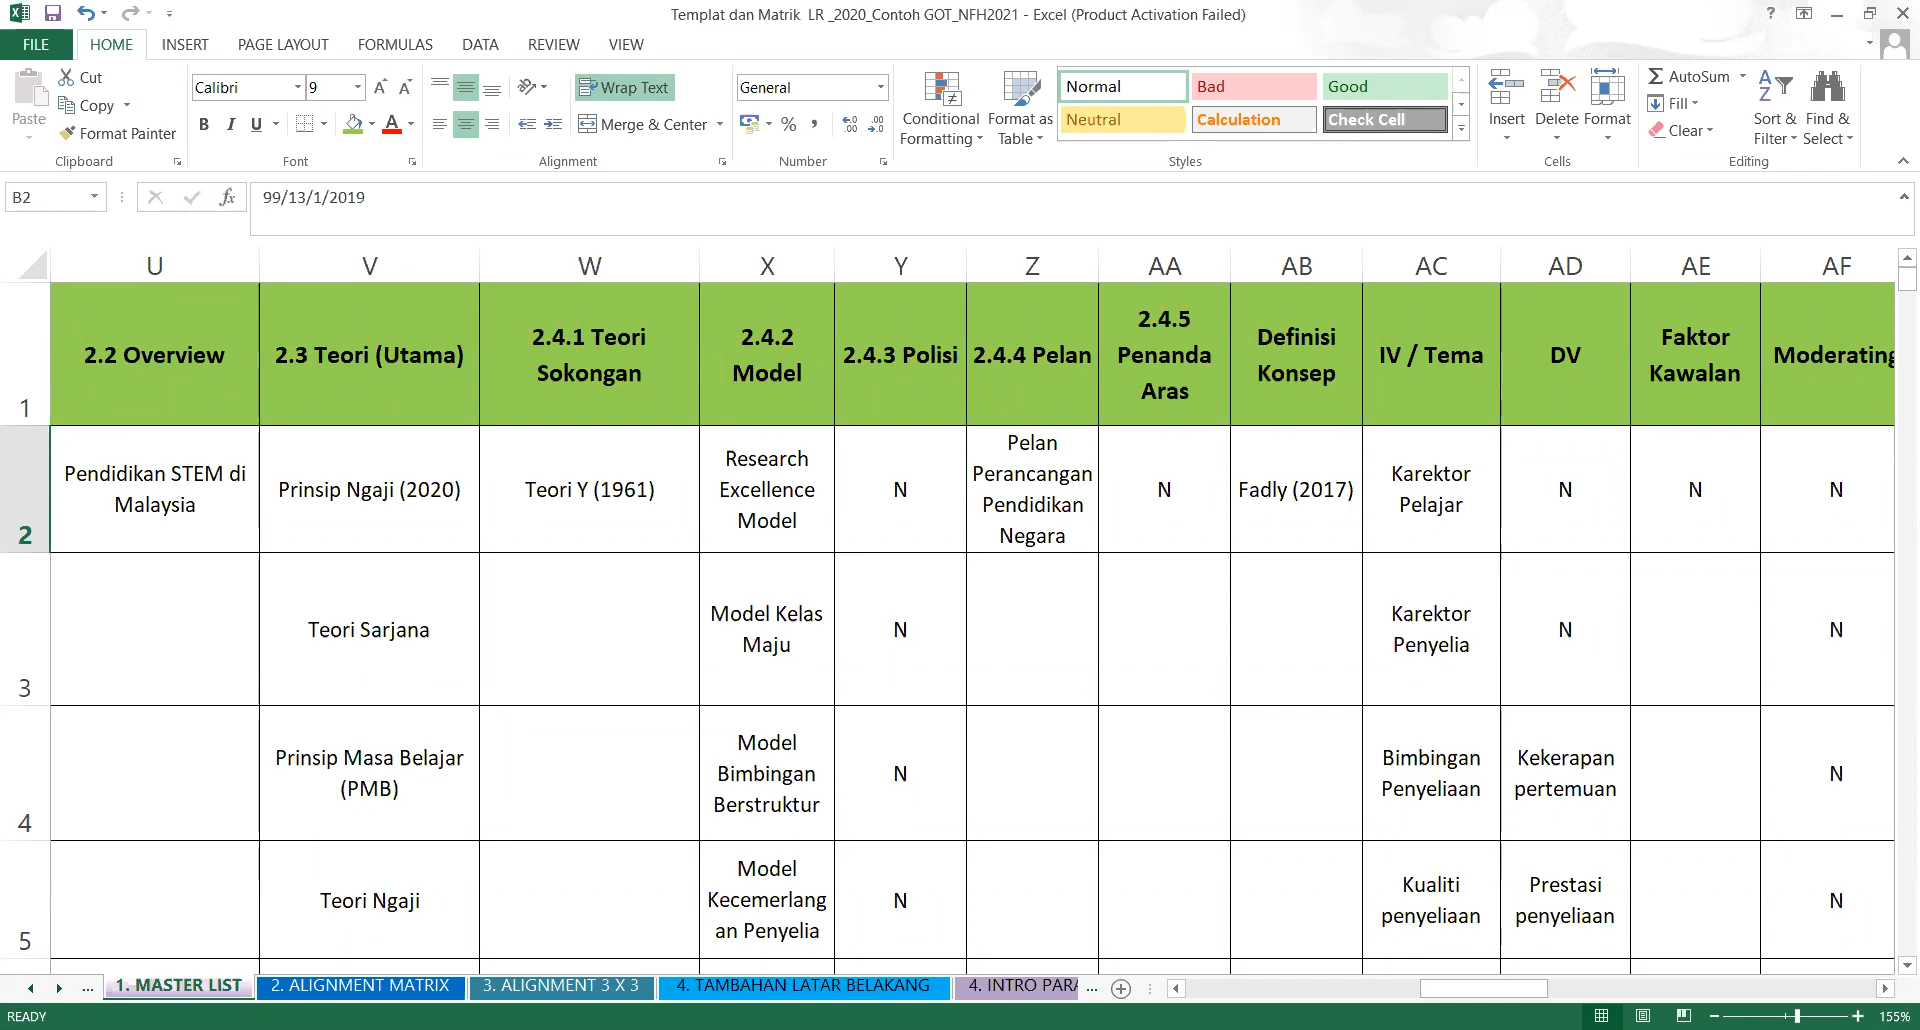 Templat dan Matrik LR _2020_Contoh GOT_NFH2021 - Excel (Product Activation Failed)
?
FILE HOME INSERT PAGE LAYOUT FORMULAS DATA REVIEW VIEW
Paste
Cut
Copy
Format Painter
Clipboard
Calibri 9
B I U
Font
Wrap Text
Merge & Center
Alignment
General
%
Number
Conditional
Formatting
Format as
Table
Normal Bad Good
Neutral Calculation Check Cell
Styles
Insert Delete Format
Cells
AutoSum
Fill
Clear
Sort &
Filter
Find &
Select
Editing
B2 fx 99/13/1/2019
U V W X Y Z AA AB AC AD AE AF
1
2.2 Overview
2.3 Teori (Utama)
2.4.1 Teori
Sokongan
2.4.2
Model
2.4.3 Polisi
2.4.4 Pelan
2.4.5
Penanda
Aras
Definisi
Konsep
IV / Tema
DV
Faktor
Kawalan
Moderating
2
Pendidikan STEM di
Malaysia
Prinsip Ngaji (2020)
Teori Y (1961)
Research
Excellence
Model
N
Pelan
Perancangan
Pendidikan
Negara
N
Fadly (2017)
Karektor
Pelajar
N
N
N
3
Teori Sarjana
Model Kelas
Maju
N
Karektor
Penyelia
N
N
4
Prinsip Masa Belajar
(PMB)
Model
Bimbingan
Berstruktur
N
Bimbingan
Penyeliaan
Kekerapan
pertemuan
N
5
Teori Ngaji
Model
Kecemerlang
an Penyelia
N
Kualiti
penyeliaan
Prestasi
penyeliaan
N
... 1. MASTER LIST 2. ALIGNMENT MATRIX 3. ALIGNMENT 3 X 3 4. TAMBAHAN LATAR BELAKANG 4. INTRO PARA ...
READY 155%